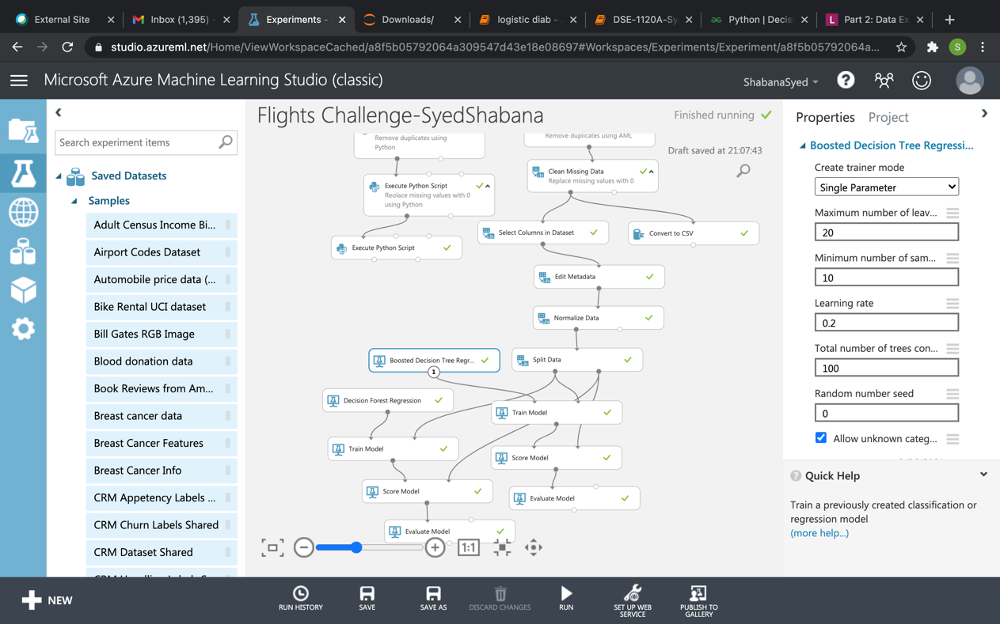 External Site
Inbox (1,395)
Experiments -
Downloads/
logistic diab -
DSE-1120A-Sy
Python | Decis
Part 2: Data Ex
studio.azureml.net/Home/ViewWorkspaceCached/a8f5b05792064a309547d43e18e08697#Workspaces/Experiments/Experiment/a8f5b05792064a...
S
Microsoft Azure Machine Learning Studio (classic)
ShabanaSyed
?
Search experiment items
Saved Datasets
Samples
Adult Census Income Bi...
Airport Codes Dataset
Automobile price data (...
Bike Rental UCI dataset
Bill Gates RGB Image
Blood donation data
Book Reviews from Am...
Breast cancer data
Breast Cancer Features
Breast Cancer Info
CRM Appetency Labels ...
CRM Churn Labels Shared
CRM Dataset Shared
Flights Challenge-SyedShabana
Finished running
Draft saved at 21:07:43
Remove duplicates using
Python
Remove duplicates using AML
Execute Python Script
Replace missing values with 0
using Python
Clean Missing Data
Replace missing values with 0
Execute Python Script
Select Columns in Dataset
Convert to CSV
Edit Metadata
Normalize Data
Boosted Decision Tree Regr...
1
Split Data
Decision Forest Regression
Train Model
Train Model
Score Model
Score Model
Evaluate Model
Evaluate Model
1:1
Properties
Project
Boosted Decision Tree Regressi...
Create trainer mode
Single Parameter
Maximum number of leav...
20
Minimum number of sam...
10
Learning rate
0.2
Total number of trees con...
100
Random number seed
0
Allow unknown categ...
Quick Help
Train a previously created classification or
regression model
(more help...)
NEW
RUN HISTORY
SAVE
SAVE AS
DISCARD CHANGES
RUN
SET UP WEB
SERVICE
PUBLISH TO
GALLERY